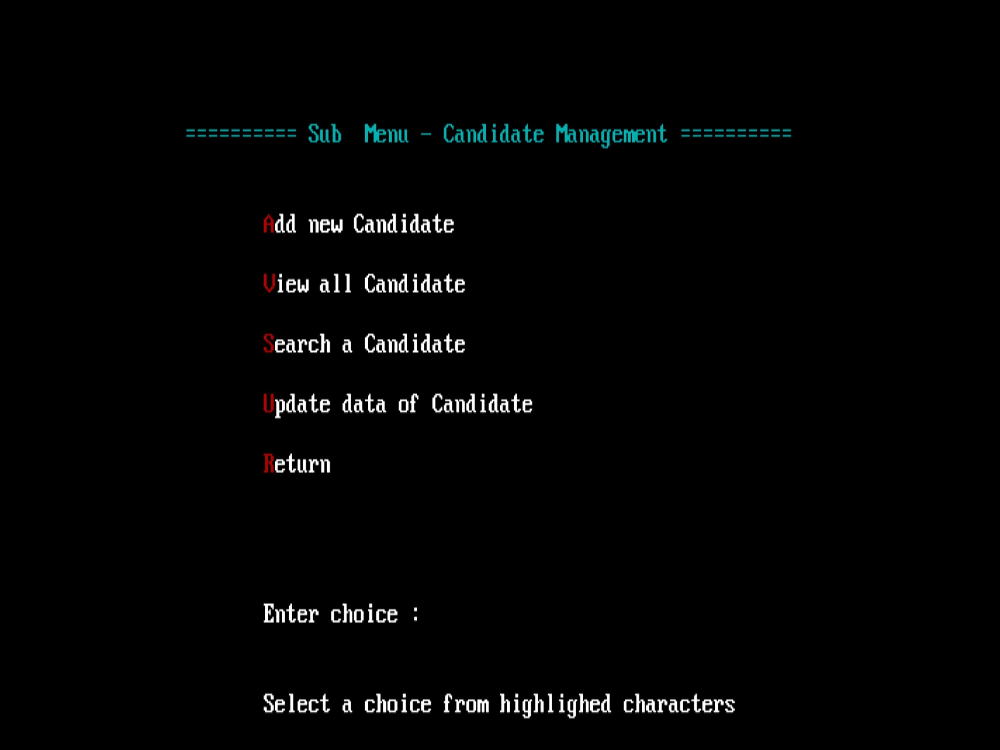 ========== Sub  Menu - Candidate Management ==========
Add new Candidate
View all Candidate
Search a Candidate
Update data of Candidate
Return
Enter choice :
Select a choice from highlighed characters